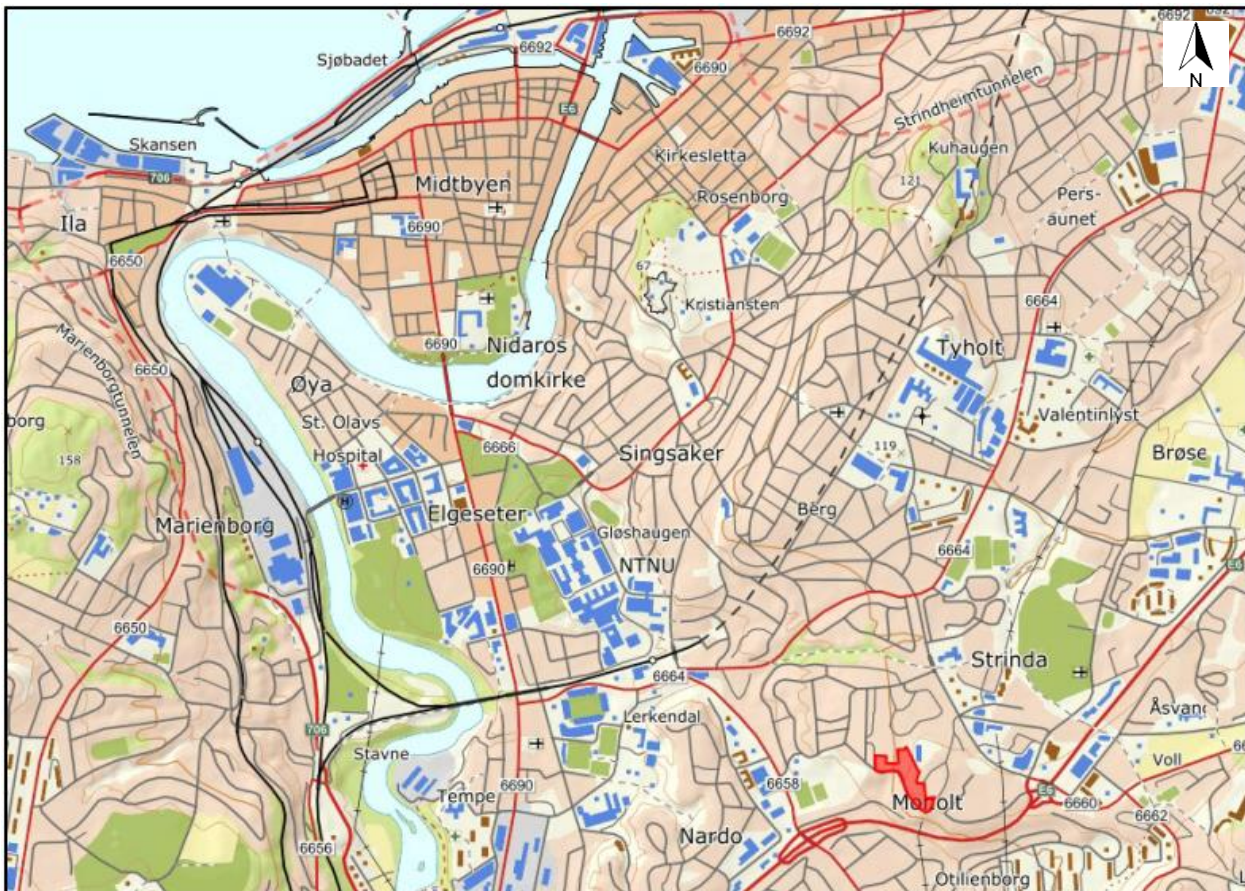 6692
6692
6692
Sjøbadet
6690
N
Strindheimtunnelen
E6
Skansen
Kirkesletta
Kuhaugen
706
Midtbyen
121
Rosenborg
Pers-
aunet
Ila
6690
6650
67
Kristiansten
6664
Marienborgtunnelen
6690
Nidaros
domkirke
Tyholt
6650
Øya
borg
St. Olavs
Hospital
6666
Singsaker
Valentinlyst
158
119
Brøse
H
Elgeseter
Berg
Marienborg
Gløshaugen
NTNU
6664
6690
E6
6650
Strinda
6664
Lerkendal
Åsvang
706
Stavne
Voll
6690
6658
Tempe
Moholt
E6
6660
6662
Nardo
6656
Otilienborg